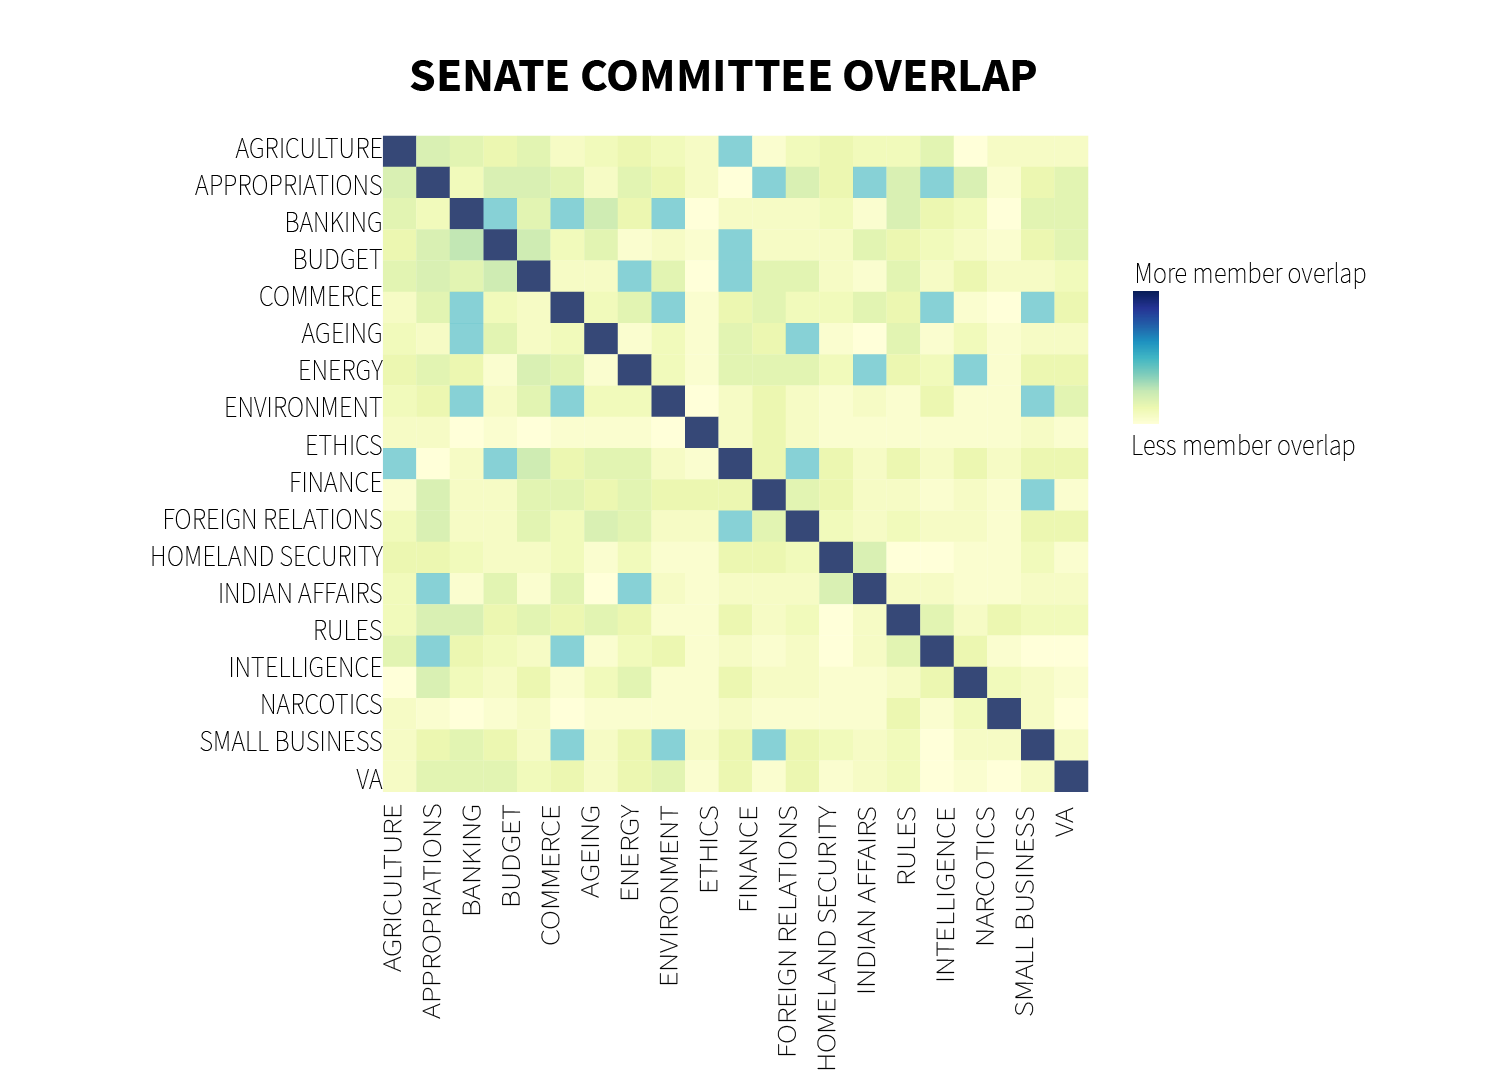 SENATE COMMITTEE OVERLAP
AGRICULTURE
APPROPRIATIONS
BANKING
BUDGET
COMMERCE
AGEING
ENERGY
ENVIRONMENT
ETHICS
FINANCE
FOREIGN RELATIONS
HOMELAND SECURITY
INDIAN AFFAIRS
RULES
INTELLIGENCE
NARCOTICS
SMALL BUSINESS
VA
More member overlap
Less member overlap
AGRICULTURE
APPROPRIATIONS
BANKING
BUDGET
COMMERCE
AGEING
ENERGY
ENVIRONMENT
ETHICS
FINANCE
FOREIGN RELATIONS
HOMELAND SECURITY
INDIAN AFFAIRS
RULES
INTELLIGENCE
NARCOTICS
SMALL BUSINESS
VA